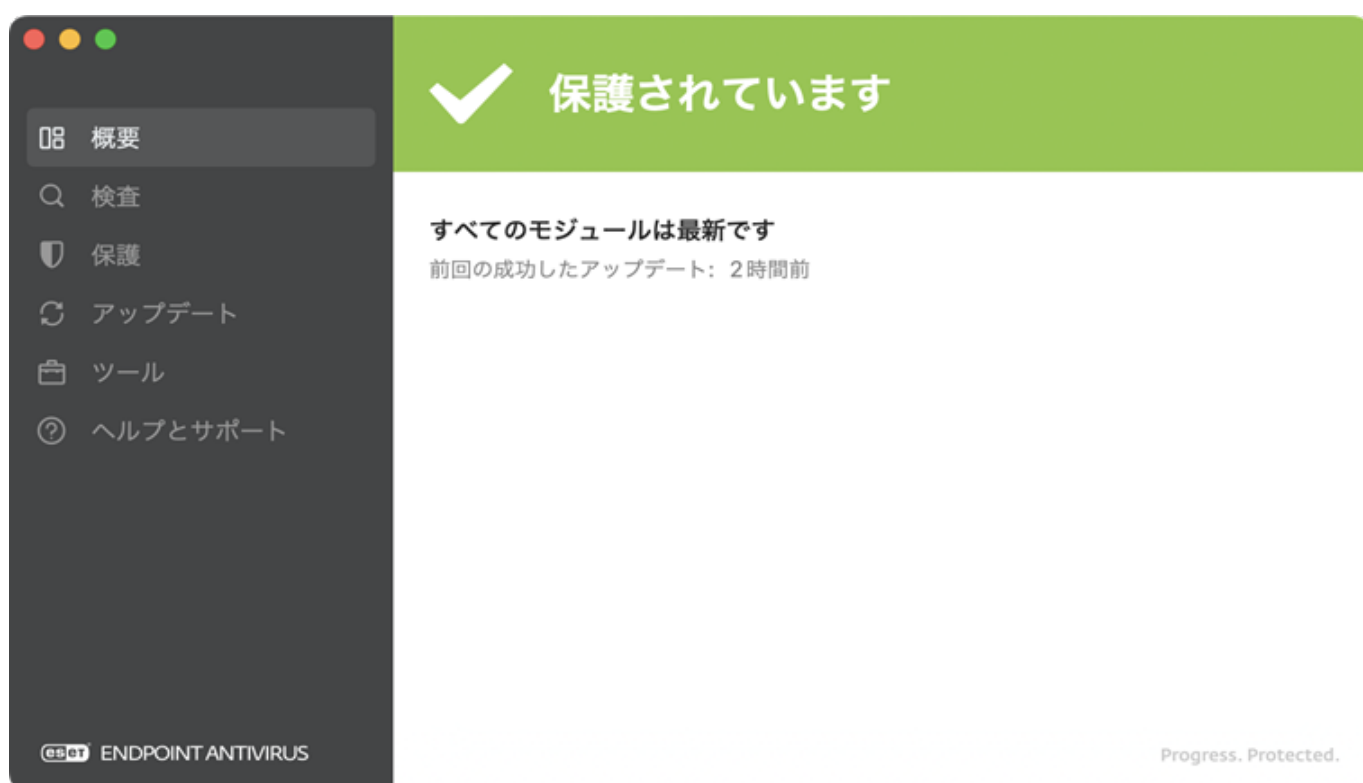 概要
検査
保護
アップデート
ツール
ヘルプとサポート
eset ENDPOINT ANTIVIRUS
保護されています
すべてのモジュールは最新です
前回の成功したアップデート: 2時間前
Progress. Protected.